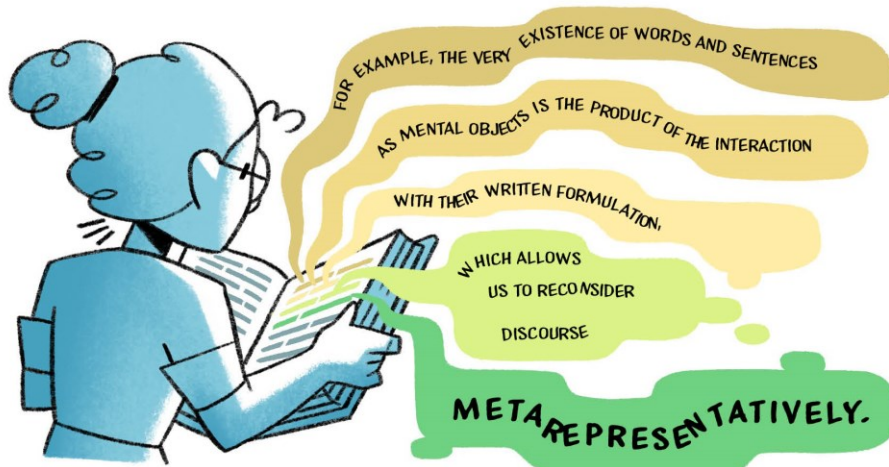 FOR EXAMPLE, THE VERY EXISTENCE OF WORDS AND SENTENCES
AS MENTAL OBJECTS IS THE PRODUCT OF THE INTERACTION
WITH THEIR WRITTEN FORMULATION,
WHICH ALLOWS
US TO RECONSIDER
DISCOURSE
METAREPRESENTATIVELY.